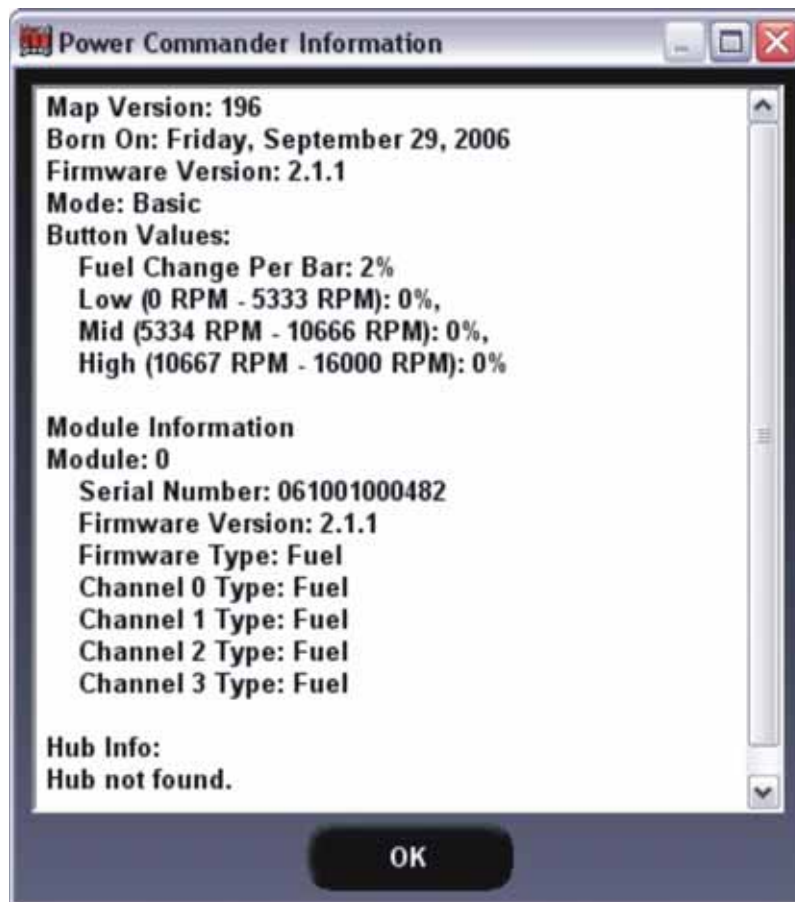 Power Commander Information
Map Version: 196
Born On: Friday, September 29, 2006
Firmware Version: 2.1.1
Mode: Basic
Button Values:
Fuel Change Per Bar: 2%
Low (0 RPM - 5333 RPM): 0%,
Mid (5334 RPM - 10666 RPM): 0%,
High (10667 RPM - 16000 RPM): 0%
Module Information
Module: 0
Serial Number: 061001000482
Firmware Version: 2.1.1
Firmware Type: Fuel
Channel 0 Type: Fuel
Channel 1 Type: Fuel
Channel 2 Type: Fuel
Channel 3 Type: Fuel
Hub Info:
Hub not found.
OK